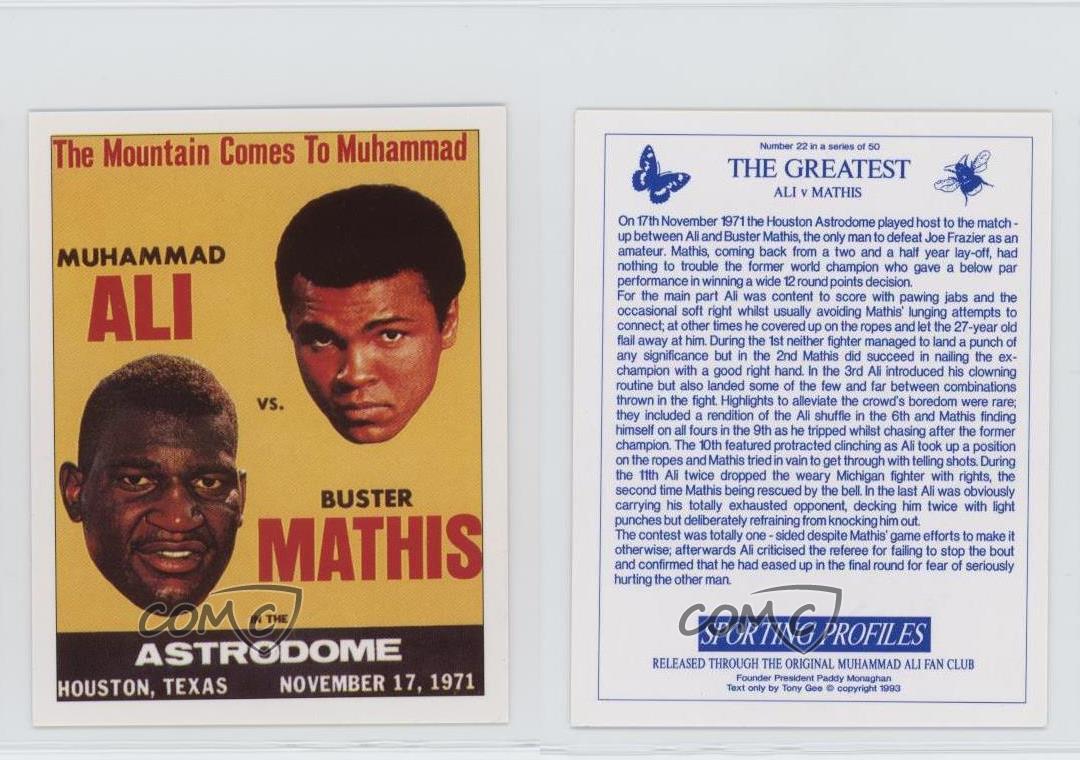 The Mountain Comes To Muhammad
MUHAMMAD
ALI
VS.
BUSTER
MATHIS
IN THE
ASTRODOME
HOUSTON, TEXAS NOVEMBER 17, 1971
COMC
Number 22 in a series of 50
THE GREATEST
ALI v MATHIS
On 17th November 1971 the Houston Astrodome played host to the match -
up between Ali and Buster Mathis, the only man to defeat Joe Frazier as an
amateur. Mathis, coming back from a two and a half year lay-off, had
nothing to trouble the former world champion who gave a below par
performance in winning a wide 12 round points decision.
For the main part Ali was content to score with pawing jabs and the
occasional soft right whilst usually avoiding Mathis' lunging attempts to
connect; at other times he covered up on the ropes and let the 27-year old
flail away at him. During the 1st neither fighter managed to land a punch of
any significance but in the 2nd Mathis did succeed in nailing the ex-
champion with a good right hand. In the 3rd Ali introduced his clowning
routine but also landed some of the few and far between combinations
thrown in the fight. Highlights to alleviate the crowd's boredom were rare;
they included a rendition of the Ali shuffle in the 6th and Mathis finding
himself on all fours in the 9th as he tripped whilst chasing after the former
champion. The 10th featured protracted clinching as Ali took up a position
on the ropes and Mathis tried in vain to get through with telling shots. During
the 11th Ali twice dropped the weary Michigan fighter with rights, the
second time Mathis being rescued by the bell. In the last Ali was obviously
carrying his totally exhausted opponent, decking him twice with light
punches but deliberately refraining from knocking him out.
The contest was totally one - sided despite Mathis' game efforts to make it
otherwise; afterwards Ali criticised the referee for failing to stop the bout
and confirmed that he had eased up in the final round for fear of seriously
hurting the other man.
COMC
SPORTING PROFILES
RELEASED THROUGH THE ORIGINAL MUHAMMAD ALI FAN CLUB
Founder President Paddy Monaghan
Text only by Tony Gee © copyright 1993